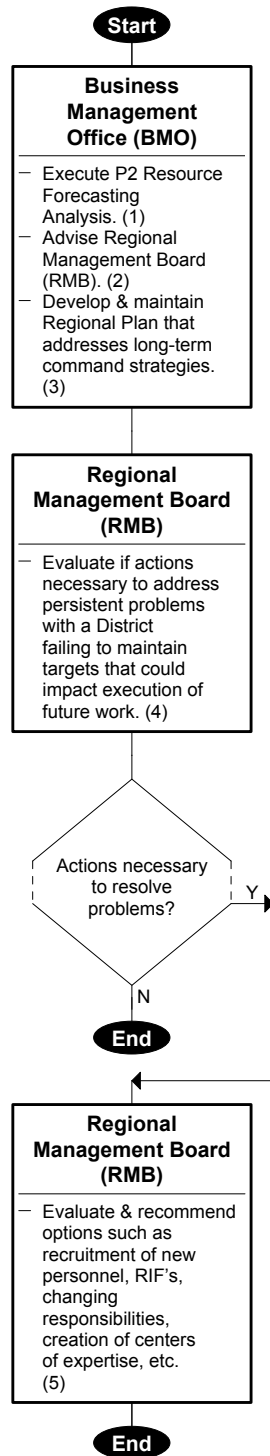 Start
Business
Management
Office (BMO)
– Execute P2 Resource
Forecasting
Analysis. (1)
– Advise Regional
Management Board
(RMB). (2)
– Develop & maintain
Regional Plan that
addresses long-term
command strategies.
(3)
Regional
Management Board
(RMB)
– Evaluate if actions
necessary to address
persistent problems
with a District
failing to maintain
targets that could
impact execution of
future work. (4)
Actions necessary
to resolve
problems?
Y
N
End
Regional
Management Board
(RMB)
– Evaluate & recommend
options such as
recruitment of new
personnel, RIF's,
changing
responsibilities,
creation of centers
of expertise, etc.
(5)
End